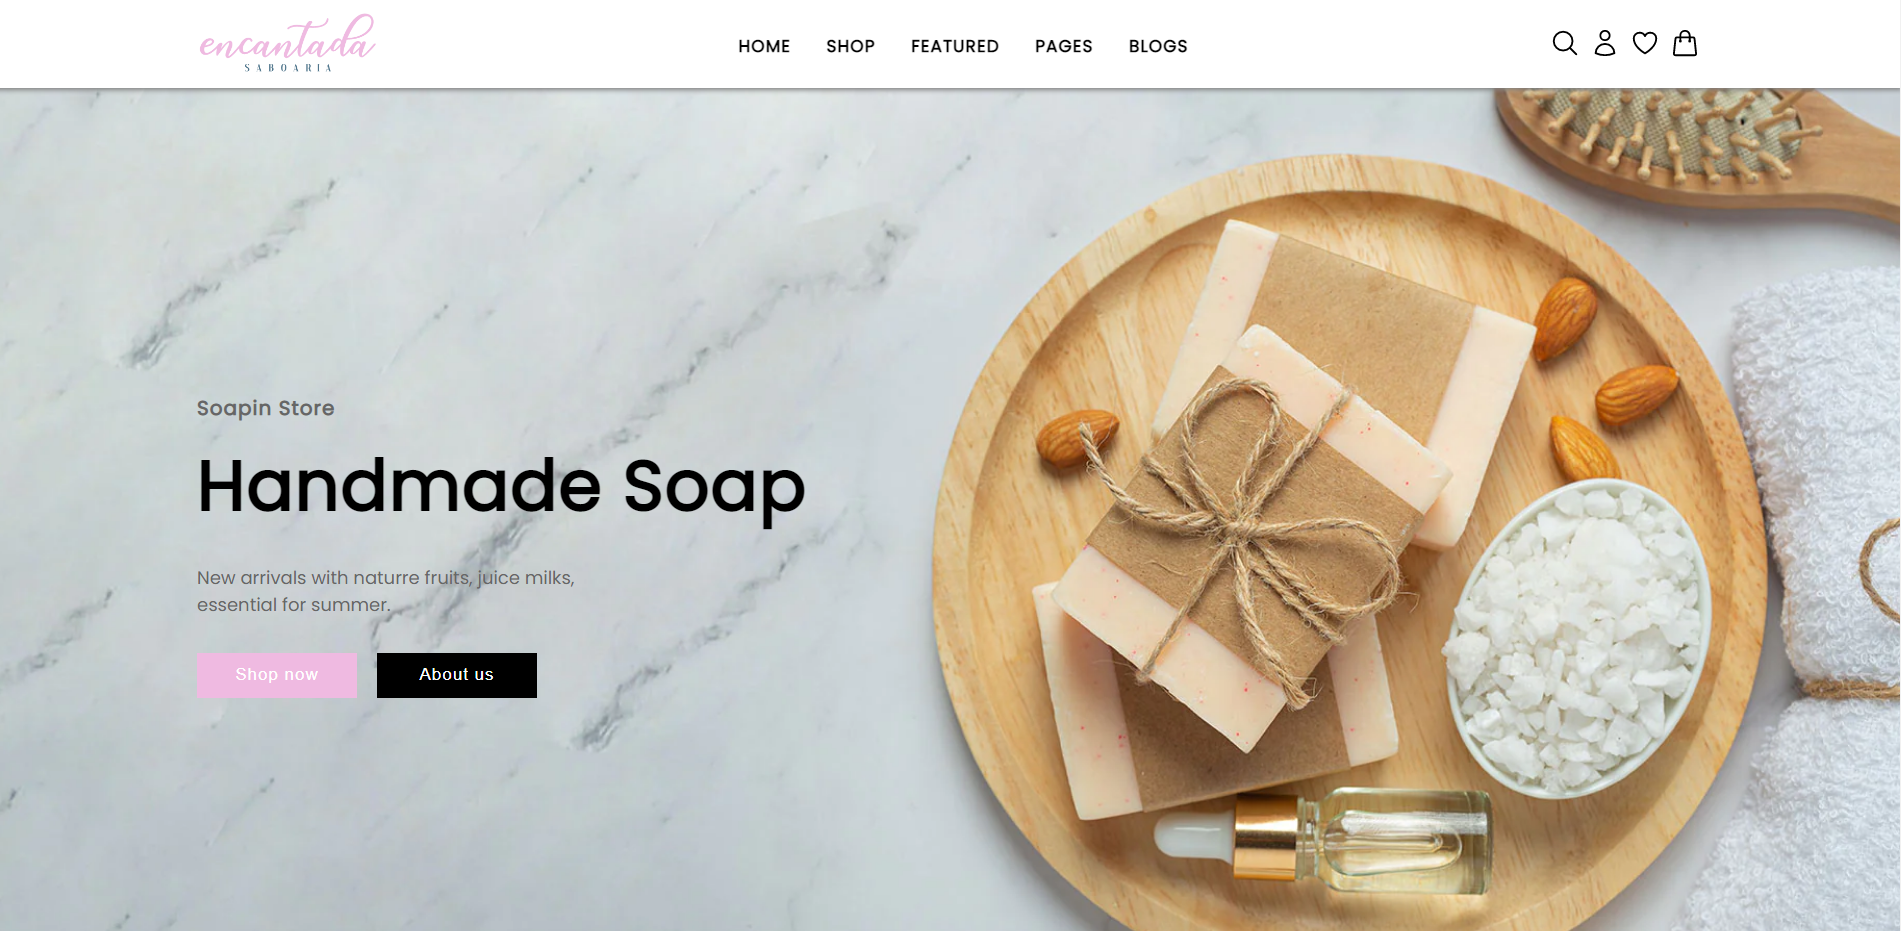 encantada
SABOARIA
HOME SHOP FEATURED PAGES BLOGS
Soapin Store
Handmade Soap
New arrivals with naturre fruits, juice milks,
essential for summer.
Shop now About us